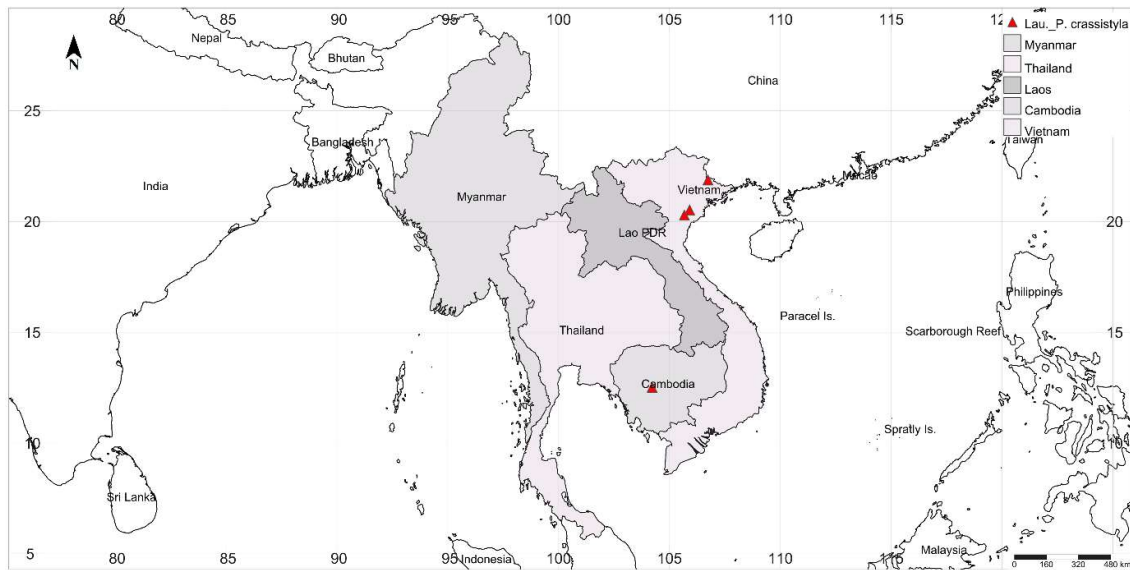 80 85 90 95 100 105 110 115 12
Lau._P. crassistyla
Nepal
Bhutan
N
Myanmar
Thailand
Laos
Cambodia
Vietnam
China
25
Bangladesh
Taiwan
India
Myanmar
Vietnam
Macao
20 20
Lao PDR
Philippines
Paracel Is.
Thailand
Scarborough Reef
15 15
Cambodia
Spratly Is.
10 10
Sri Lanka
5
Indonesia
Malaysia
80 85 90 95 100 105 110 115
0 160 320 480 km